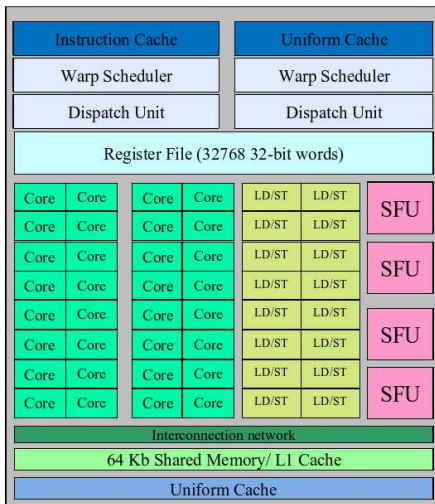 Instruction Cache Uniform Cache
Warp Scheduler Warp Scheduler
Dispatch Unit Dispatch Unit
Register File (32768 32-bit words)
Core Core Core Core LD/ST LD/ST SFU
Core Core Core Core LD/ST LD/ST
Core Core Core Core LD/ST LD/ST SFU
Core Core Core Core LD/ST LD/ST
Core Core Core Core LD/ST LD/ST SFU
Core Core Core Core LD/ST LD/ST
Core Core Core Core LD/ST LD/ST SFU
Core Core Core Core LD/ST LD/ST
Interconnection network
64 Kb Shared Memory/ L1 Cache
Uniform Cache